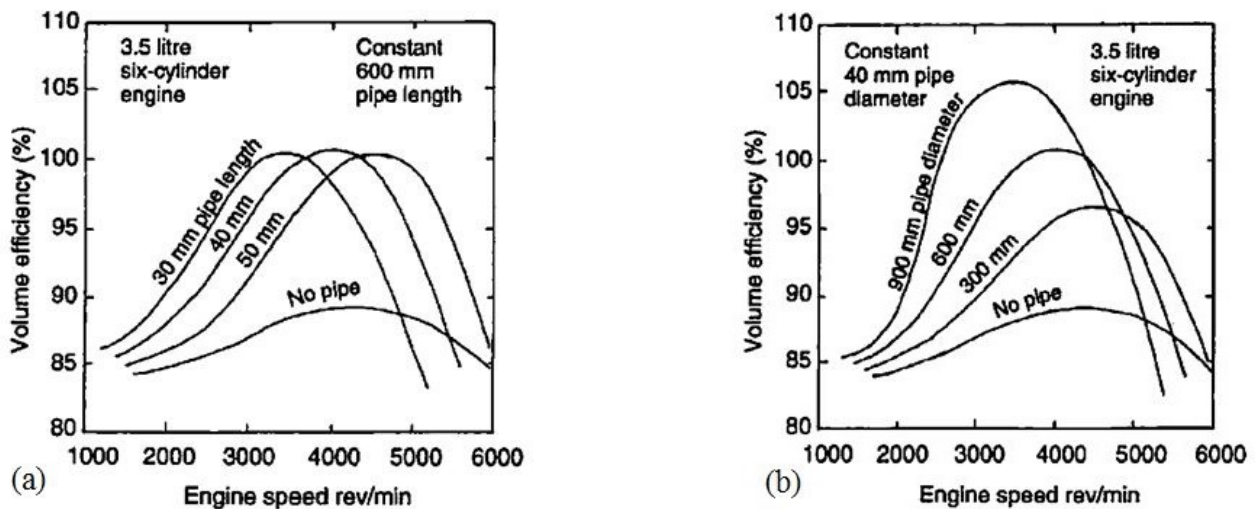 110
105
100
95
90
85
80
Volume efficiency (%)
3.5 litre
six-cylinder
engine
Constant
600 mm
pipe length
30 mm pipe length
40 mm
50 mm
No pipe
1000 2000 3000 4000 5000 6000
Engine speed rev/min
(a)
110
105
100
95
90
85
80
Volume efficiency (%)
Constant
40 mm pipe
diameter
3.5 litre
six-cylinder
engine
900 mm pipe diameter
600 mm
300 mm
No pipe
1000 2000 3000 4000 5000 6000
Engine speed rev/min
(b)